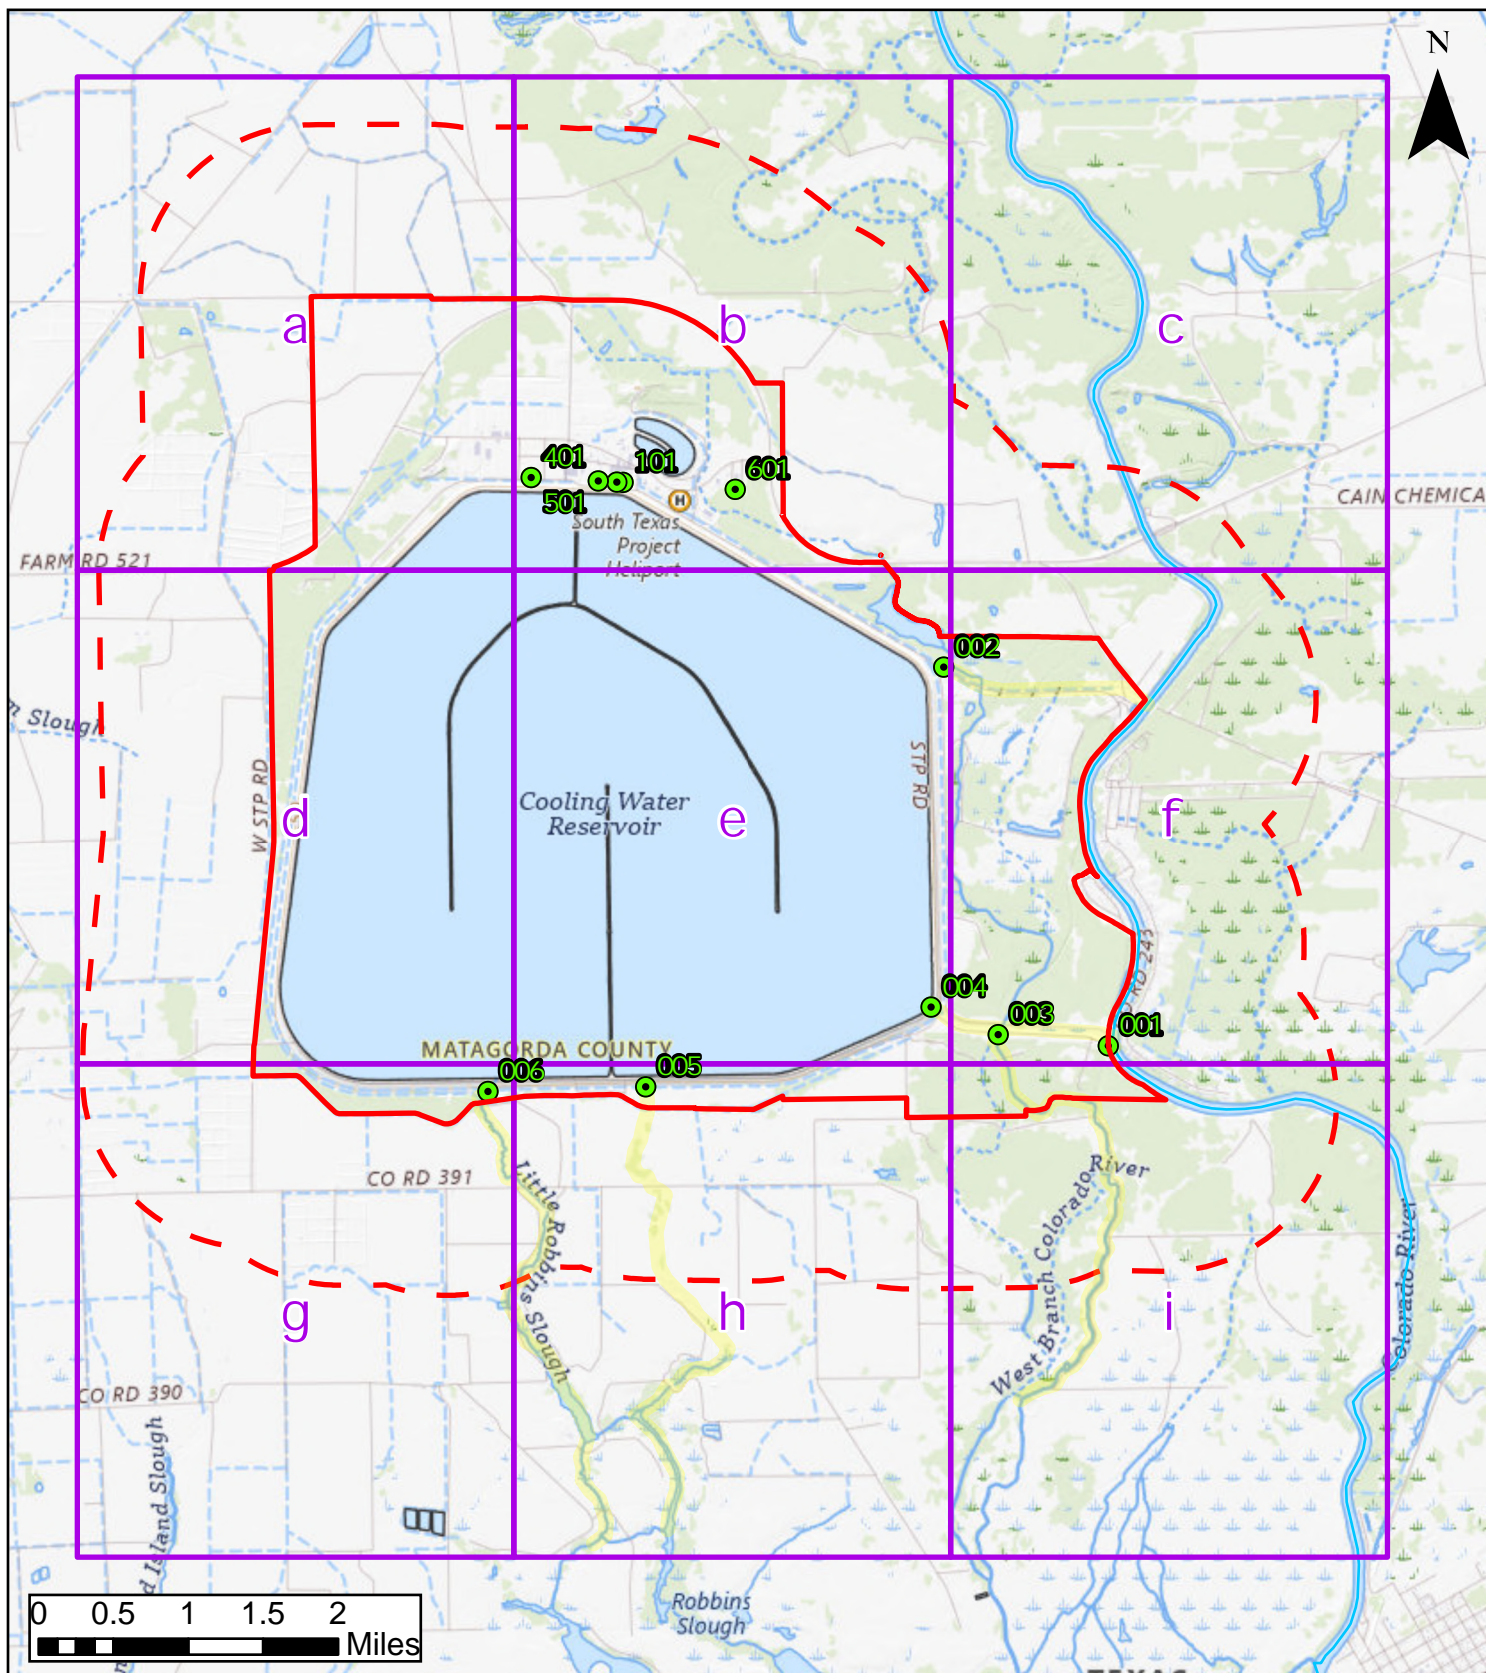 N
a
b
c
401
101
601
501
H
South Texas
Project
Heliport
CAIN CHEMICA
FARM RD 521
002
n Slough
W STP RD
STP RD
Cooling Water
Reservoir
d
e
f
RD 243
004
003
001
MATAGORDA COUNTY
006
005
CO RD 391
Little Robbins Slough
West Branch Colorado River
Colorado River
g
h
i
CO RD 390
d Island Slough
Robbins
Slough
0 0.5 1 1.5 2
Miles
TEXAS